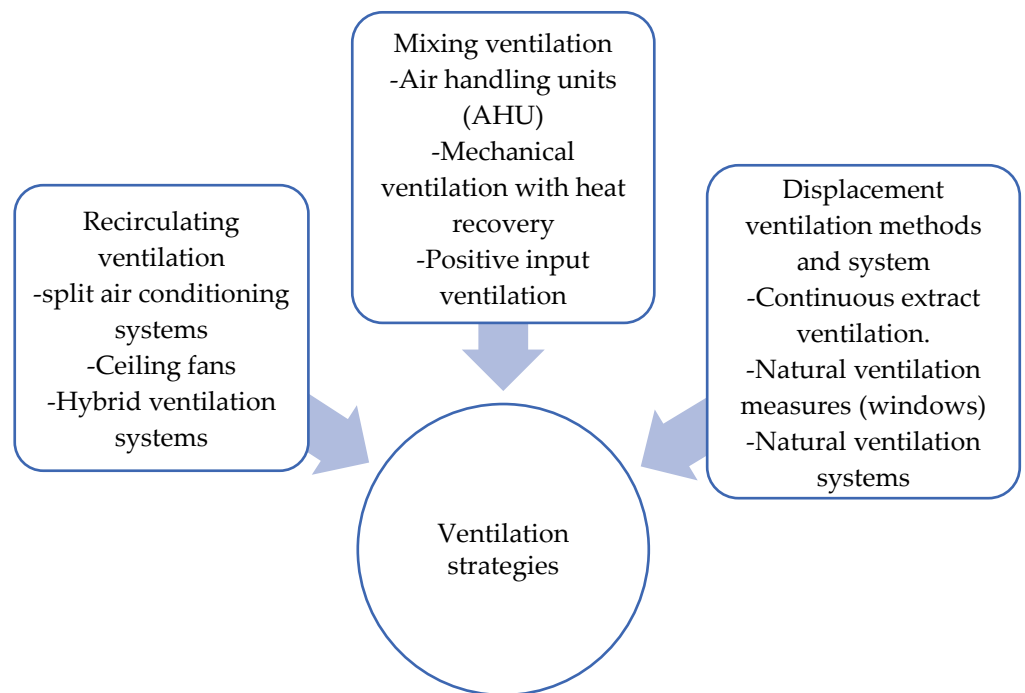 Recirculating
ventilation
-split air conditioning
systems
-Ceiling fans
-Hybrid ventilation
systems
Mixing ventilation
-Air handling units
(AHU)
-Mechanical
ventilation with heat
recovery
-Positive input
ventilation
Displacement
ventilation methods
and system
-Continuous extract
ventilation.
-Natural ventilation
measures (windows)
-Natural ventilation
systems
Ventilation
strategies